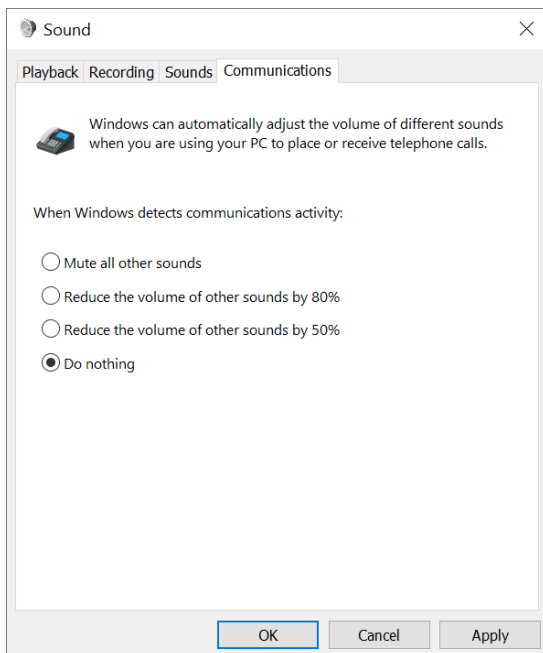 Sound
Playback Recording Sounds Communications
Windows can automatically adjust the volume of different sounds
when you are using your PC to place or receive telephone calls.
When Windows detects communications activity:
Mute all other sounds
Reduce the volume of other sounds by 80%
Reduce the volume of other sounds by 50%
Do nothing
OK Cancel Apply